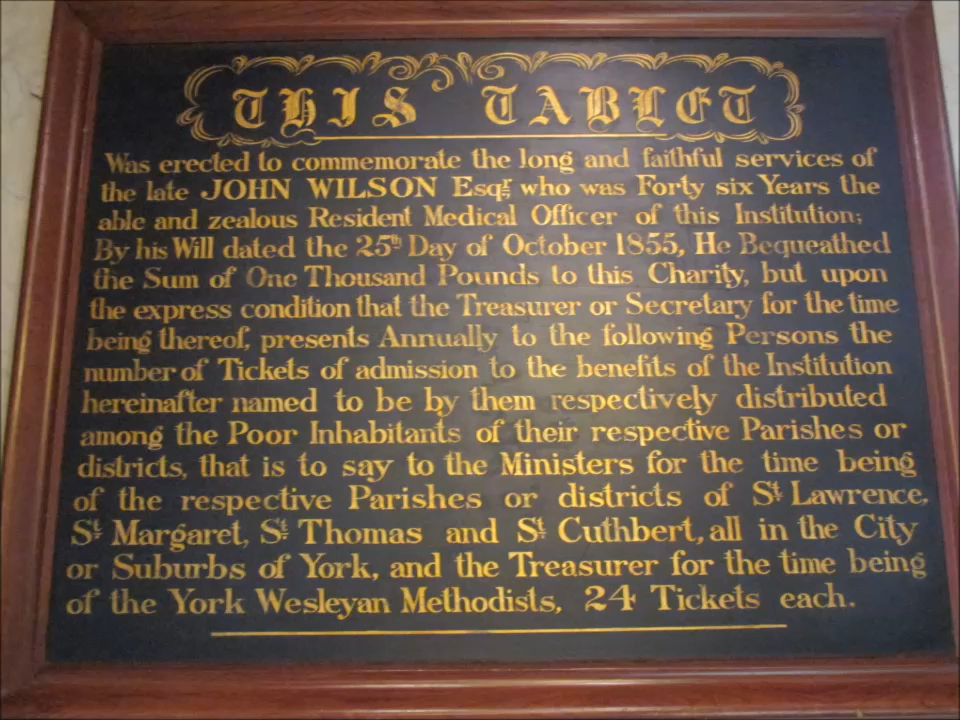 THIS TABLET
Was erected to commemorate the long and faithful services of
the late JOHN WILSON Esqr, who was Forty six Years the
able and zealous Resident Medical Officer of this Institution;
By his Will dated the 25th Day of October 1855, He Bequeathed
the Sum of One Thousand Pounds to this Charity, but upon
the express condition that the Treasurer or Secretary for the time
being thereof, presents Annually to the following Persons the
number of Tickets of admission to the benefits of the Institution
hereinafter named to be by them respectively distributed
among the Poor Inhabitants of their respective Parishes or
districts, that is to say to the Ministers for the time being
of the respective Parishes or districts of St Lawrence,
St Margaret, St Thomas and St Cuthbert, all in the City
or Suburbs of York, and the Treasurer for the time being
of the York Wesleyan Methodists, 24 Tickets each.